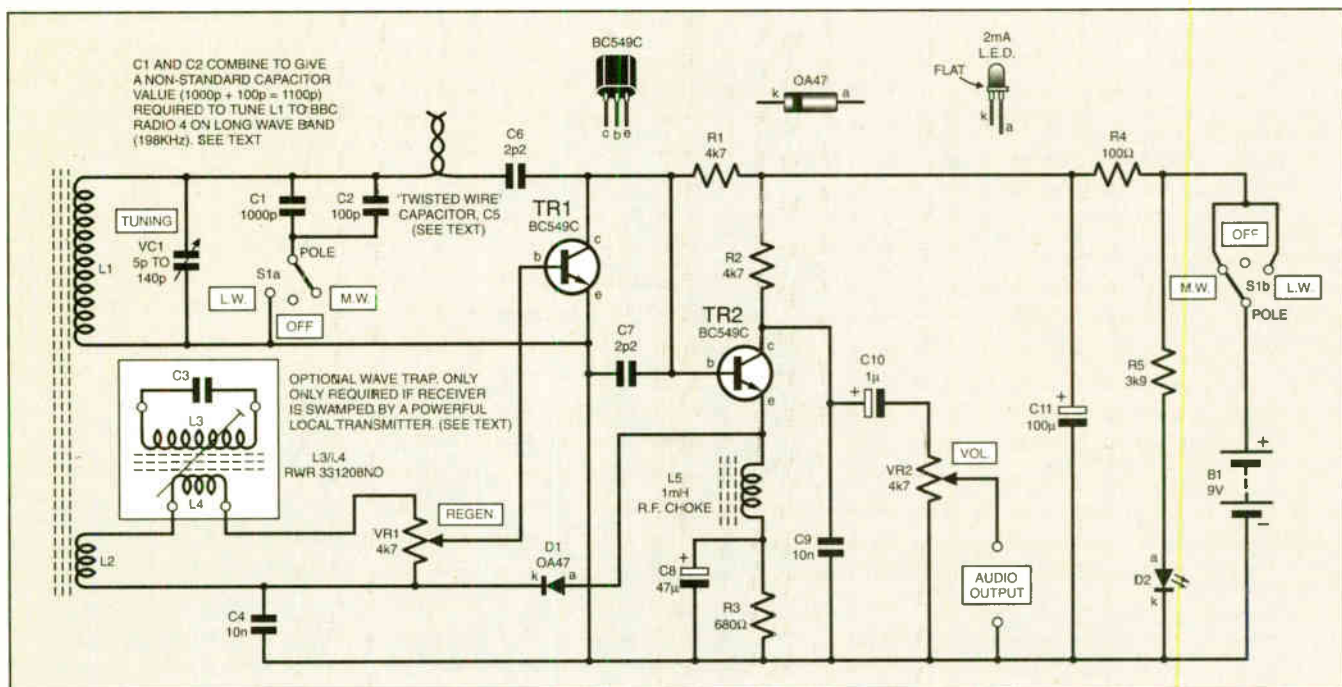 C1 AND C2 COMBINE TO GIVE
A NON-STANDARD CAPACITOR
VALUE (1000p + 100p = 1100p)
REQUIRED TO TUNE L1 TO BBC
RADIO 4 ON LONG WAVE BAND
(198KHz). SEE TEXT
BC549C
c b e
OA47
k
a
2mA
L.E.D.
FLAT
k
a
C6
2p2
R1
4k7
R4
100Ω
L1
TUNING
VC1
5p TO
140p
C1
1000p
C2
100p
'TWISTED WIRE'
CAPACITOR, C5
(SEE TEXT)
POLE
S1a
L.W.
M.W.
OFF
TR1
BC549C
b
c
e
R2
4k7
TR2
BC549C
b
c
e
C7
2p2
C10
1µ
+
C11
100µ
+
OFF
M.W.
S1b
L.W.
POLE
R5
3k9
B1
9V
+
–
D2
a
k
C3
L3
L4
OPTIONAL WAVE TRAP. ONLY
ONLY REQUIRED IF RECEIVER
IS SWAMPED BY A POWERFUL
LOCAL TRANSMITTER. (SEE TEXT)
L3/L4
RWR 331208NO
L2
VR1
4k7
REGEN.
D1
OA47
k
a
L5
1mH
R.F. CHOKE
C8
47µ
+
R3
680Ω
C9
10n
VR2
4k7
VOL.
AUDIO
OUTPUT
C4
10n